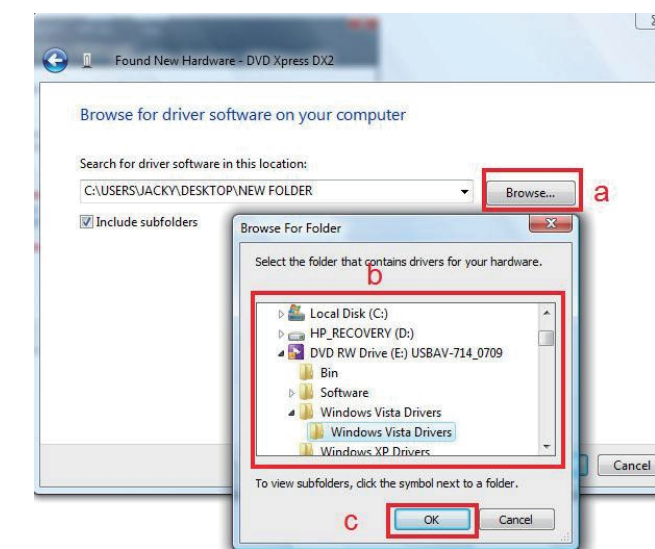 Found New Hardware - DVD Xpress DX2
Browse for driver software on your computer
Search for driver software in this location:
C:\USERS\JACKY\DESKTOP\NEW FOLDER
Browse...
a
Include subfolders
Browse For Folder
Select the folder that contains drivers for your hardware.
b
Local Disk (C:)
HP_RECOVERY (D:)
DVD RW Drive (E:) USBAV-714_0709
Bin
Software
Windows Vista Drivers
Windows Vista Drivers
Windows XP Drivers
Cancel
To view subfolders, click the symbol next to a folder.
c
OK
Cancel